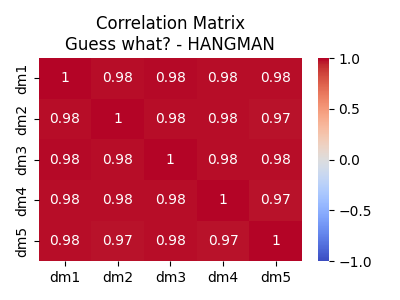 Correlation Matrix
Guess what? - HANGMAN
dm1 1 0.98 0.98 0.98 0.98
dm2 0.98 1 0.98 0.98 0.97
dm3 0.98 0.98 1 0.98 0.98
dm4 0.98 0.98 0.98 1 0.97
dm5 0.98 0.97 0.98 0.97 1
dm1 dm2 dm3 dm4 dm5
1.0
0.5
0.0
−0.5
−1.0